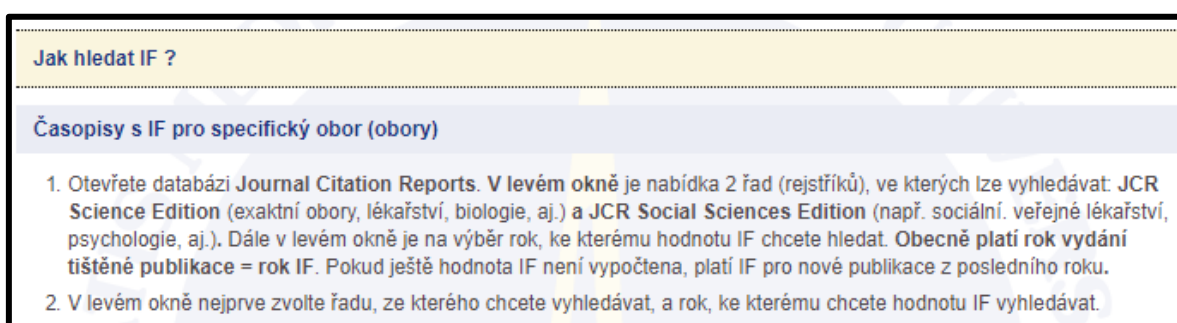 Jak hledat IF ?
Časopisy s IF pro specifický obor (obory)
1. Otevřete databázi Journal Citation Reports. V levém okně je nabídka 2 řad (rejstříků), ve kterých lze vyhledávat: JCR
Science Edition (exaktní obory, lékařství, biologie, aj.) a JCR Social Sciences Edition (např. sociální. veřejné lékařství,
psychologie, aj.). Dále v levém okně je na výběr rok, ke kterému hodnotu IF chcete hledat. Obecně platí rok vydání
tištěné publikace = rok IF. Pokud ještě hodnota IF není vypočtena, platí IF pro nové publikace z posledního roku.
2. V levém okně nejprve zvolte řadu, ze kterého chcete vyhledávat, a rok, ke kterému chcete hodnotu IF vyhledávat.